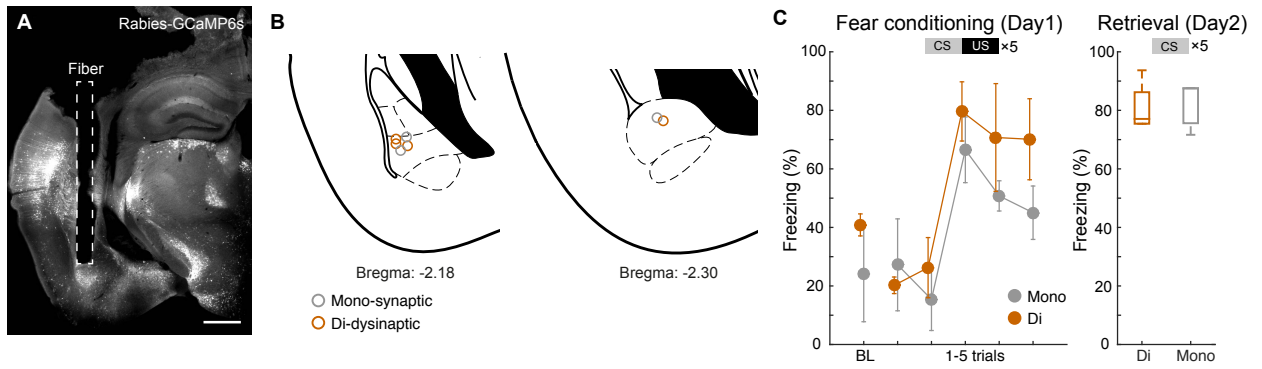 A
Rabies-GCaMP6s
Fiber
B
Bregma: -2.18
Bregma: -2.30
Mono-synaptic
Di-dysinaptic
C
Fear conditioning (Day1)
CS US ×5
Freezing (%)
100
80
60
40
20
0
BL
1-5 trials
Mono
Di
Retrieval (Day2)
CS ×5
Freezing (%)
100
80
60
40
20
0
Di
Mono